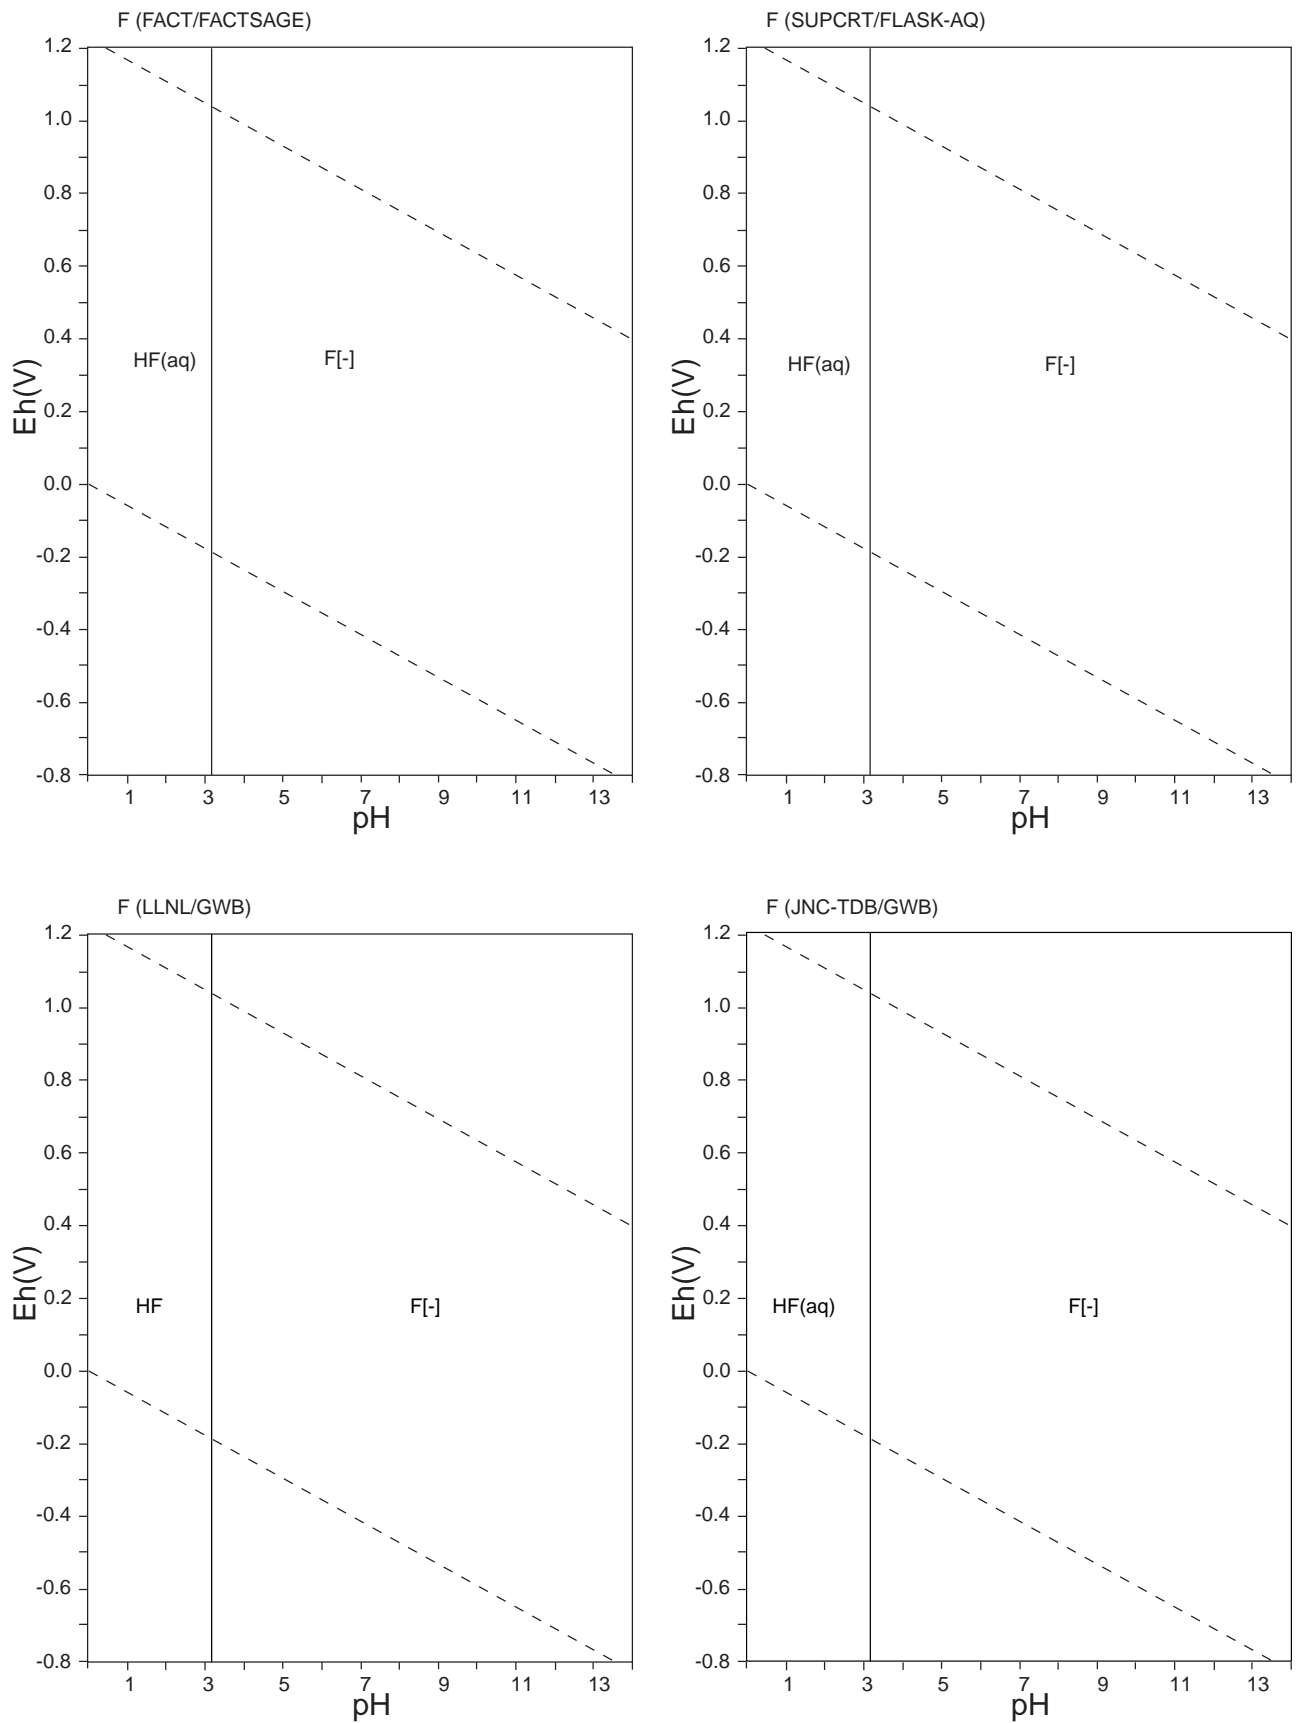 F (FACT/FACTSAGE)
1.2
1.0
0.8
0.6
0.4
0.2
0.0
-0.2
-0.4
-0.6
-0.8
Eh(V)
HF(aq)
F[-]
1 3 5 7 9 11 13
pH
F (SUPCRT/FLASK-AQ)
1.2
1.0
0.8
0.6
0.4
0.2
0.0
-0.2
-0.4
-0.6
-0.8
Eh(V)
HF(aq)
F[-]
1 3 5 7 9 11 13
pH
F (LLNL/GWB)
1.2
1.0
0.8
0.6
0.4
0.2
0.0
-0.2
-0.4
-0.6
-0.8
Eh(V)
HF
F[-]
1 3 5 7 9 11 13
pH
F (JNC-TDB/GWB)
1.2
1.0
0.8
0.6
0.4
0.2
0.0
-0.2
-0.4
-0.6
-0.8
Eh(V)
HF(aq)
F[-]
1 3 5 7 9 11 13
pH